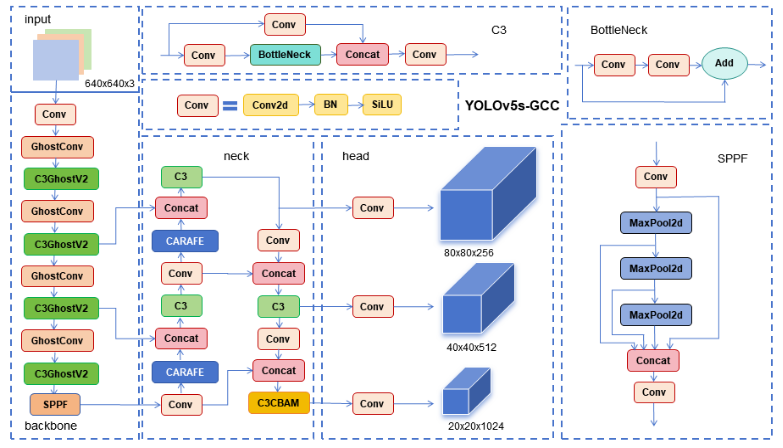 input
640x640x3
Conv
GhostConv
C3GhostV2
GhostConv
C3GhostV2
GhostConv
C3GhostV2
GhostConv
C3GhostV2
SPPF
backbone
Conv
C3
Conv
BottleNeck
Concat
Conv
Conv
Conv2d
BN
SiLU
YOLOv5s-GCC
BottleNeck
Conv
Conv
Add
neck
C3
Concat
CARAFE
Conv
C3
Concat
CARAFE
Conv
Conv
Concat
C3
Conv
Concat
C3CBAM
head
Conv
80x80x256
Conv
40x40x512
Conv
20x20x1024
SPPF
Conv
MaxPool2d
MaxPool2d
MaxPool2d
Concat
Conv